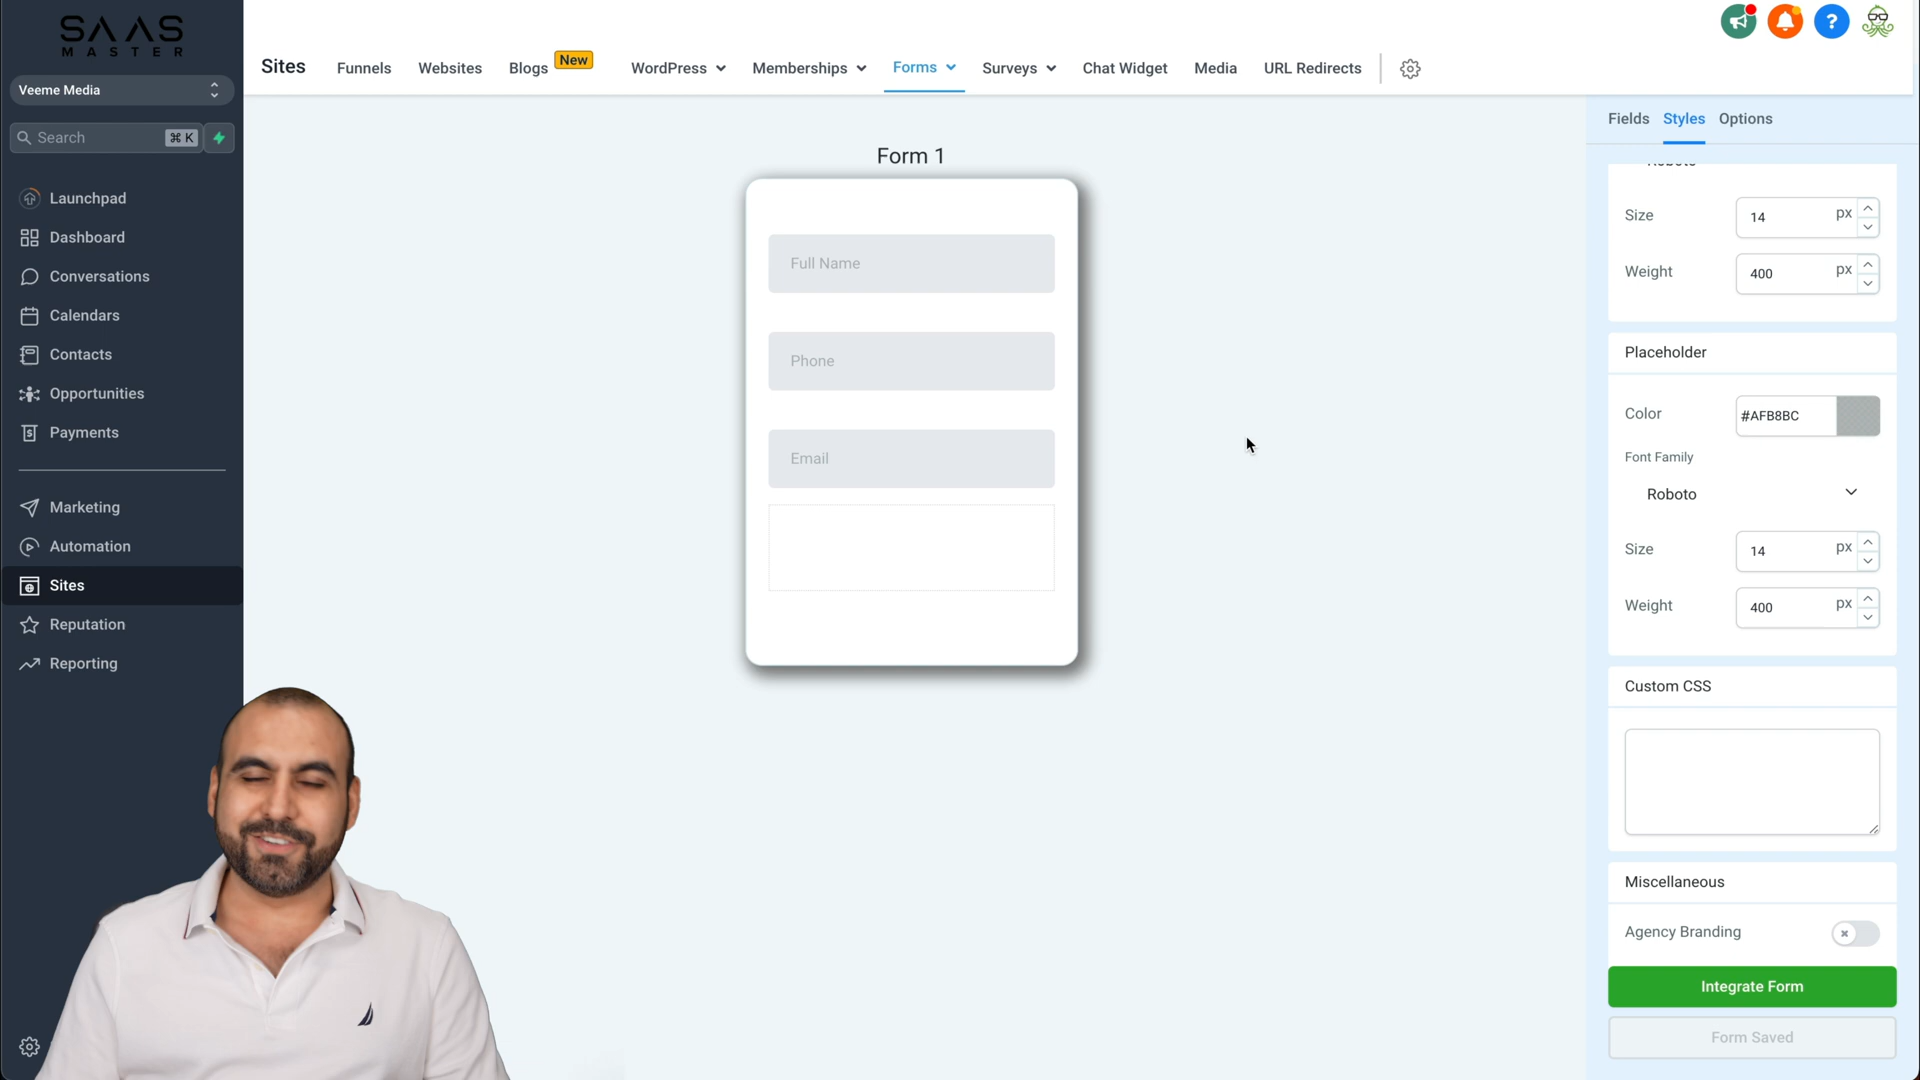 SAAS
MASTER
Veeme Media
Search
⌘ K
Launchpad
Dashboard
Conversations
Calendars
Contacts
Opportunities
Payments
Marketing
Automation
Sites
Reputation
Reporting
Sites
Funnels
Websites
Blogs
New
WordPress
Memberships
Forms
Surveys
Chat Widget
Media
URL Redirects
?
Form 1
Full Name
Phone
Email
Fields
Styles
Options
Roboto
Size
14
px
Weight
400
px
Placeholder
Color
#AFB8BC
Font Family
Roboto
Size
14
px
Weight
400
px
Custom CSS
Miscellaneous
Agency Branding
Integrate Form
Form Saved